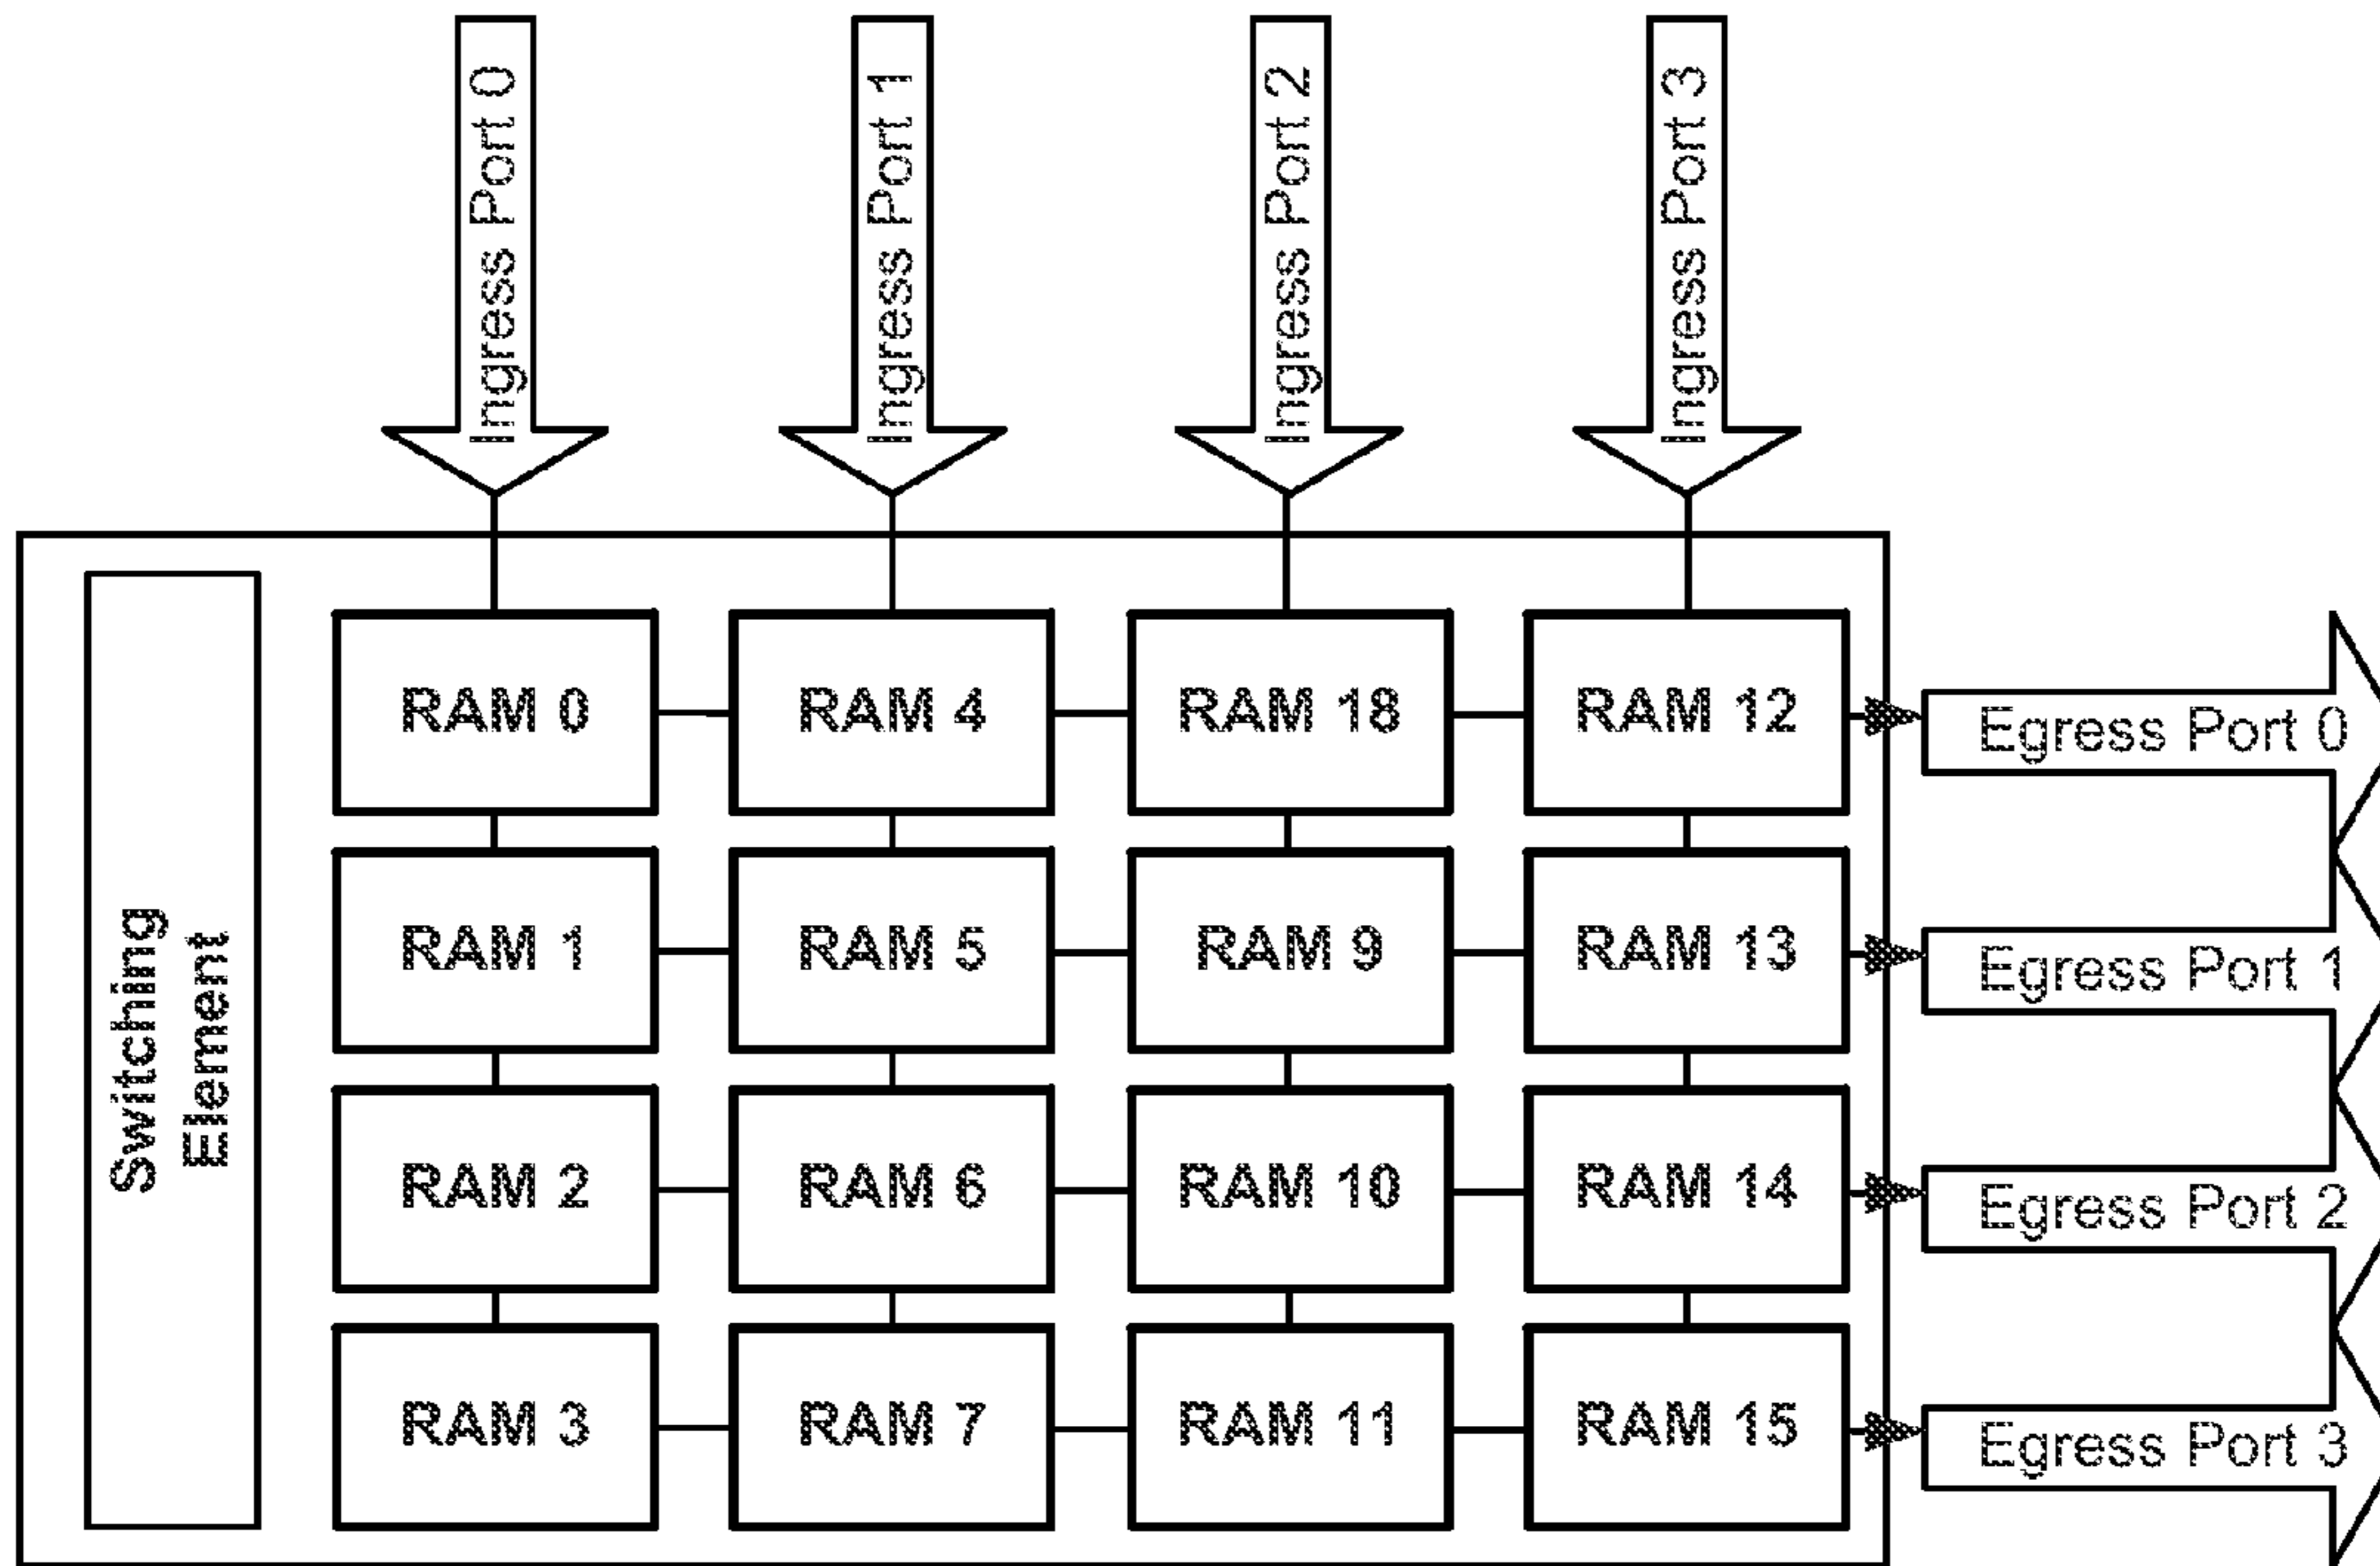 Ingress Port 0
Ingress Port 1
Ingress Port 2
Ingress Port 3
Switching
Element
RAM 0
RAM 4
RAM 18
RAM 12
Egress Port 0
RAM 1
RAM 5
RAM 9
RAM 13
Egress Port 1
RAM 2
RAM 6
RAM 10
RAM 14
Egress Port 2
RAM 3
RAM 7
RAM 11
RAM 15
Egress Port 3